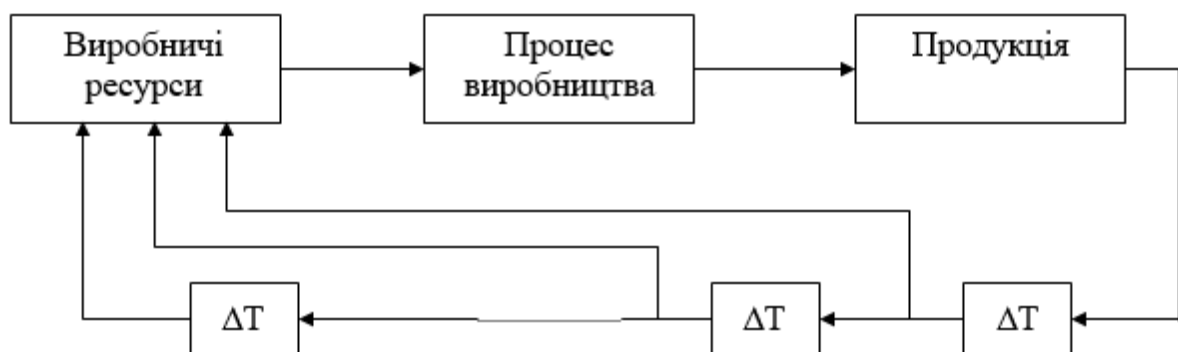 Виробничі
ресурси
Процес
виробництва
Продукція
ΔT
ΔT
ΔT